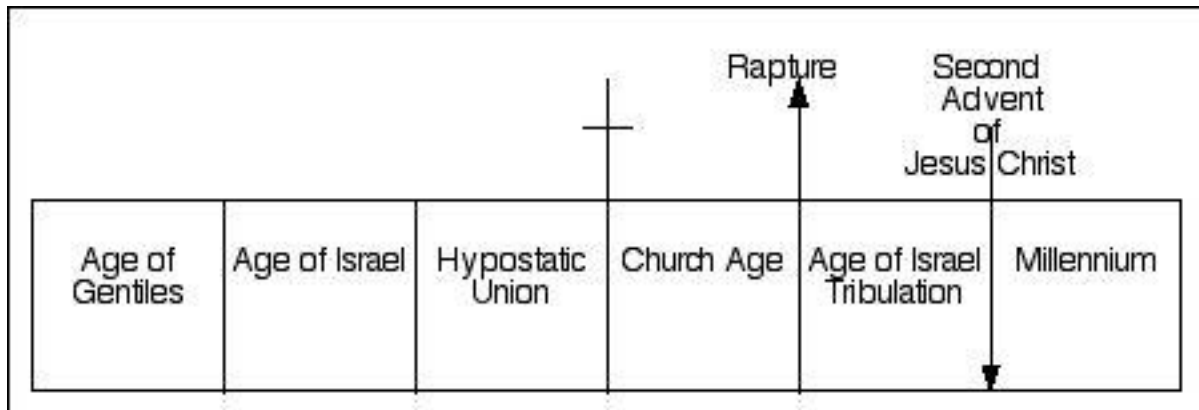 Rapture
Second
Advent
of
Jesus Christ
Age of
Gentiles
Age of Israel
Hypostatic
Union
Church Age
Age of Israel
Tribulation
Millennium